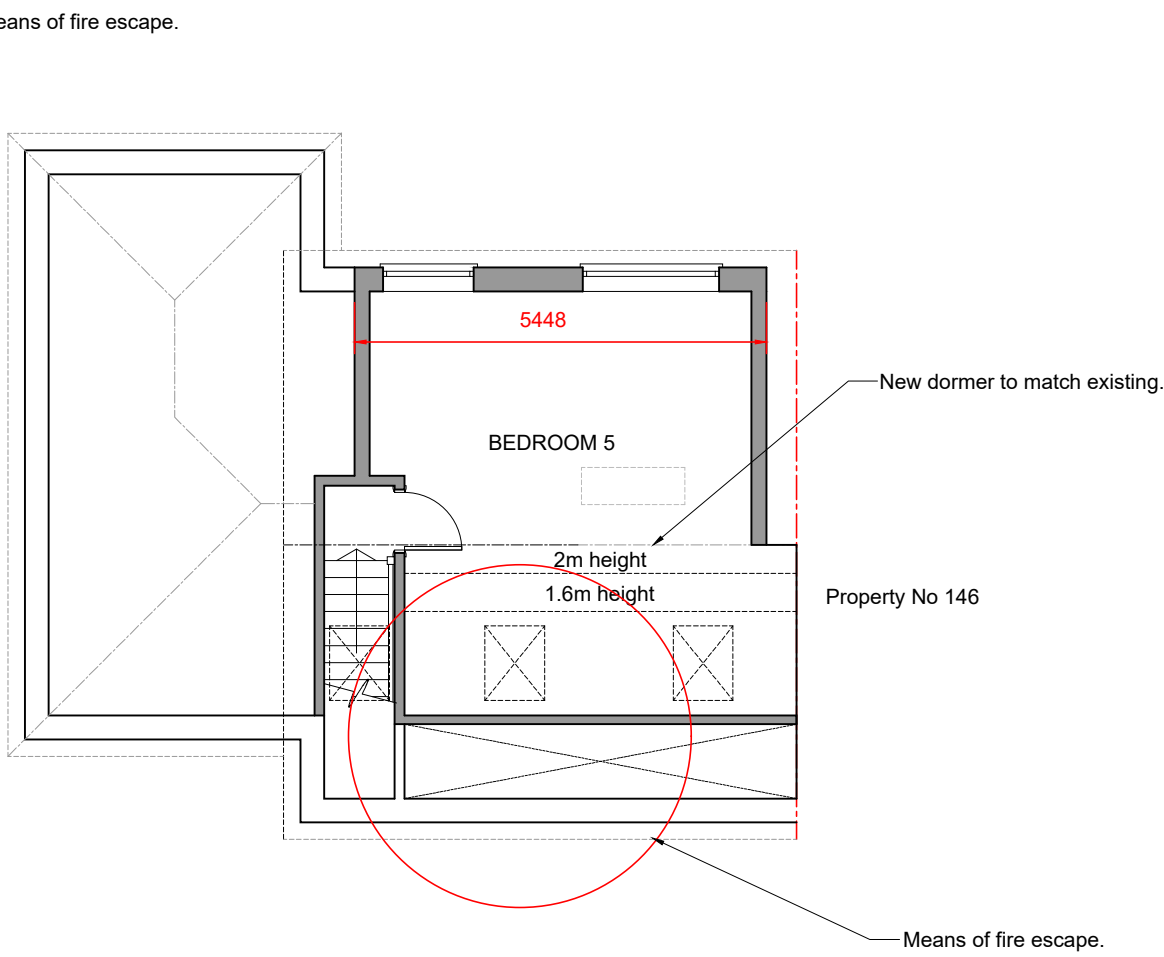 eans of fire escape.
5448
New dormer to match existing.
BEDROOM 5
2m height
1.6m height
Property No 146
Means of fire escape.